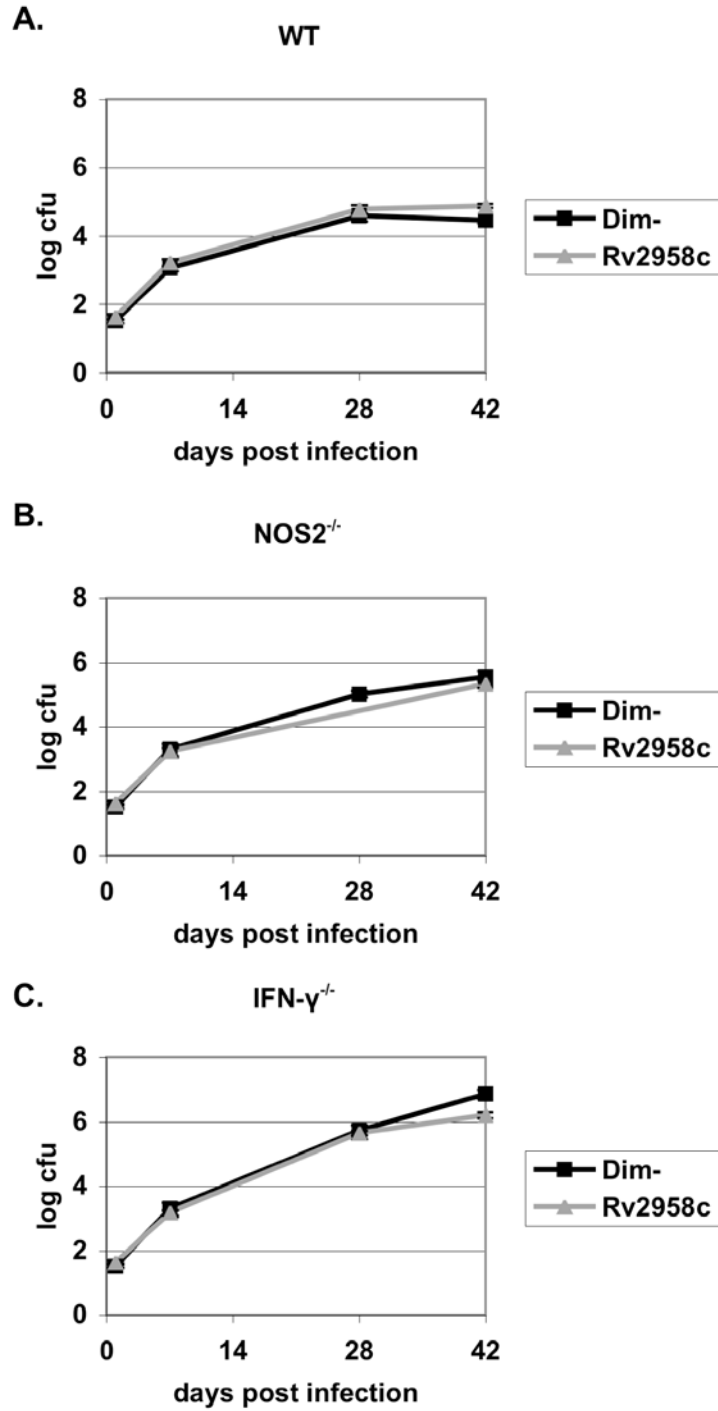 A.
WT
8
6
4
2
0
log cfu
0 14 28 42
days post infection
Dim-
Rv2958c
B.
NOS2-/-
8
6
4
2
0
log cfu
0 14 28 42
days post infection
Dim-
Rv2958c
C.
IFN-γ-/-
8
6
4
2
0
log cfu
0 14 28 42
days post infection
Dim-
Rv2958c